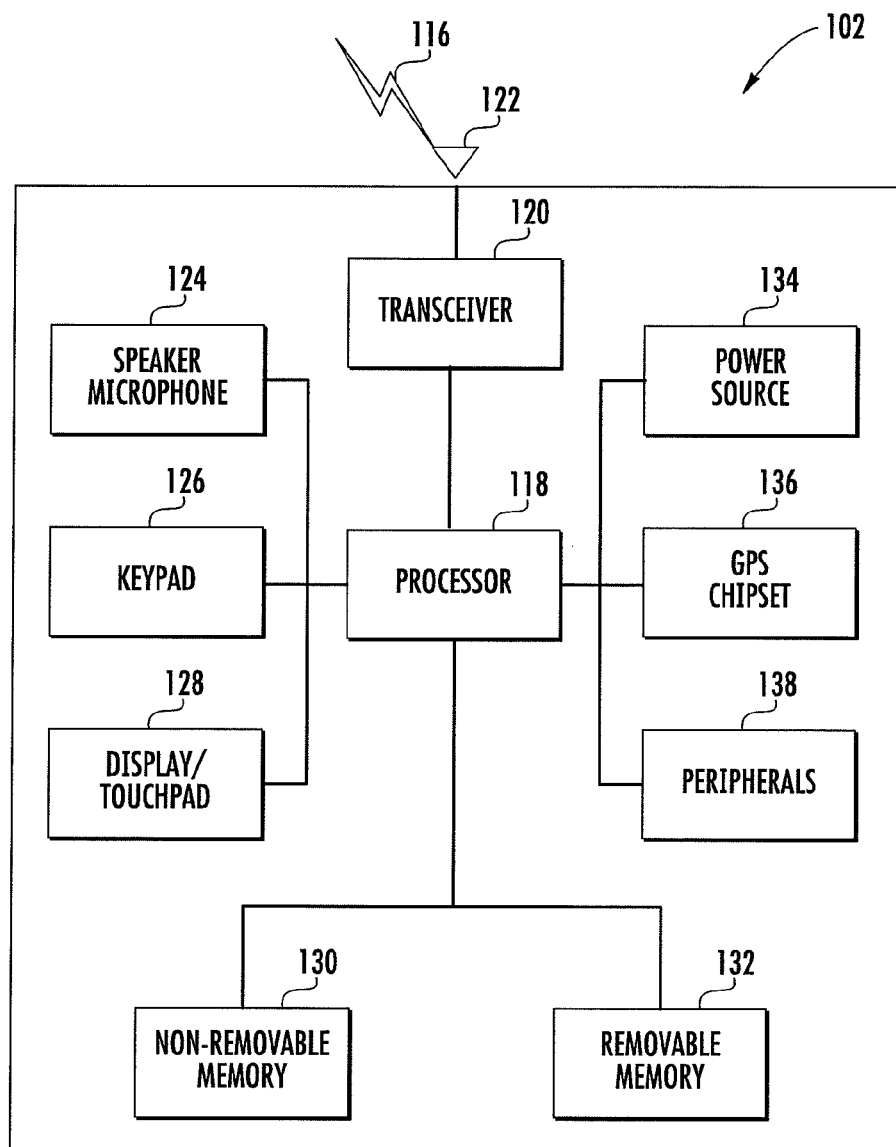 116
102
122
120
TRANSCEIVER
124
SPEAKER
MICROPHONE
134
POWER
SOURCE
126
KEYPAD
118
PROCESSOR
136
GPS
CHIPSET
128
DISPLAY/
TOUCHPAD
138
PERIPHERALS
130
NON-REMOVABLE
MEMORY
132
REMOVABLE
MEMORY